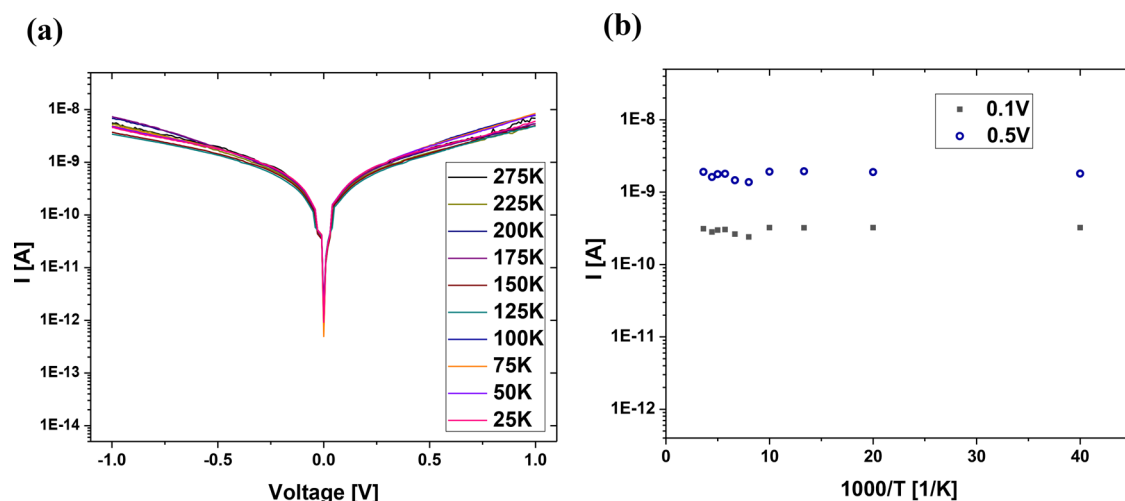 (a)
I [A]
1E-8
1E-9
1E-10
1E-11
1E-12
1E-13
1E-14
-1.0
-0.5
0.0
0.5
1.0
Voltage [V]
275K
225K
200K
175K
150K
125K
100K
75K
50K
25K
(b)
I [A]
1E-8
1E-9
1E-10
1E-11
1E-12
0
10
20
30
40
1000/T [1/K]
0.1V
0.5V